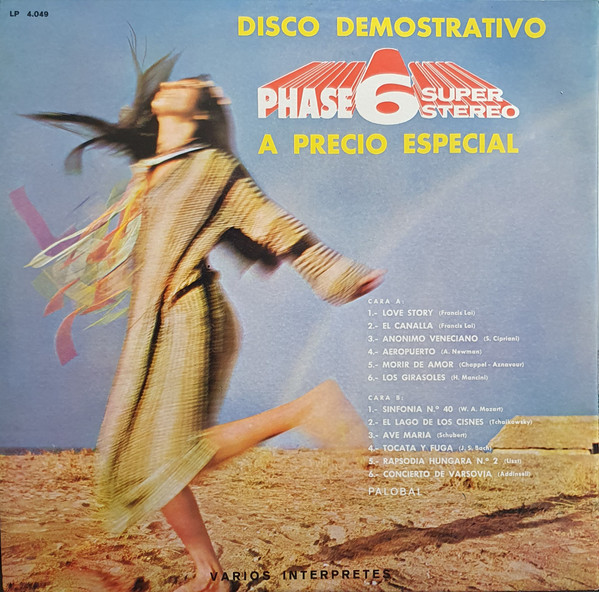 LP 4.049
DISCO DEMOSTRATIVO
PHASE 6 SUPER STEREO
A PRECIO ESPECIAL
CARA A:
1.- LOVE STORY (Francis Lai)
2.- EL CANALLA (Francis Lai)
3.- ANONIMO VENECIANO (S. Cipriani)
4.- AEROPUERTO (A. Newman)
5.- MORIR DE AMOR (Chappel - Aznavour)
6.- LOS GIRASOLES (H. Mancini)
CARA B:
1.- SINFONIA N.º 40 (W. A. Mozart)
2.- EL LAGO DE LOS CISNES (Tchaikowsky)
3.- AVE MARIA (Schubert)
4.- TOCATA Y FUGA (J. S. Bach)
5.- RAPSODIA HUNGARA N.º 2 (Liszt)
6.- CONCIERTO DE VARSOVIA (Addinsell)
PALOBAL
VARIOS INTERPRETES